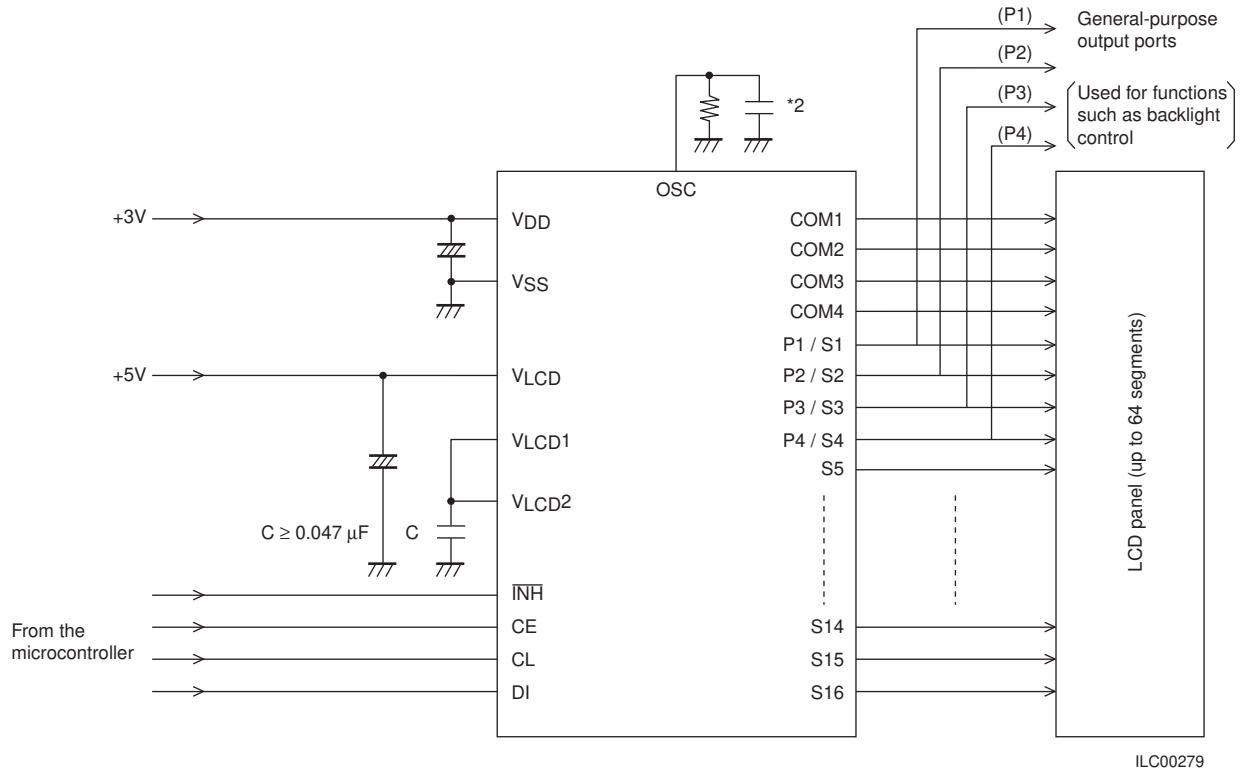 (P1)
General-purpose
output ports
(P2)
(P3)
Used for functions
such as backlight
control
(P4)
*2
OSC
+3V
VDD
VSS
+5V
VLCD
VLCD1
VLCD2
C ≥ 0.047 μF
C
INH
From the
microcontroller
CE
CL
DI
COM1
COM2
COM3
COM4
P1 / S1
P2 / S2
P3 / S3
P4 / S4
S5
S14
S15
S16
LCD panel (up to 64 segments)
ILC00279